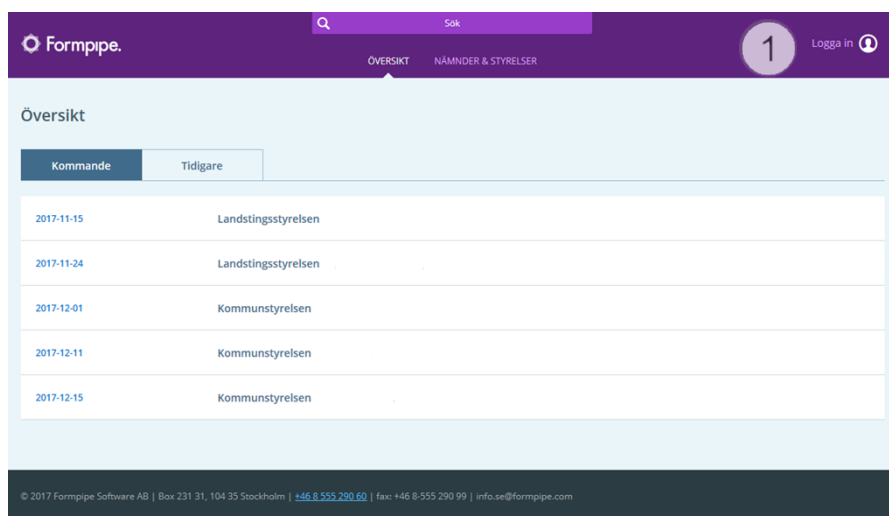 Sök
Formpipe.
1
Logga in
ÖVERSIKT NÄMNDER & STYRELSER
Översikt
Kommande Tidigare
2017-11-15 Landstingsstyrelsen
2017-11-24 Landstingsstyrelsen
2017-12-01 Kommunstyrelsen
2017-12-11 Kommunstyrelsen
2017-12-15 Kommunstyrelsen
© 2017 Formpipe Software AB | Box 231 31, 104 35 Stockholm | +46 8 555 290 60 | fax: +46 8-555 290 99 | info.se@formpipe.com